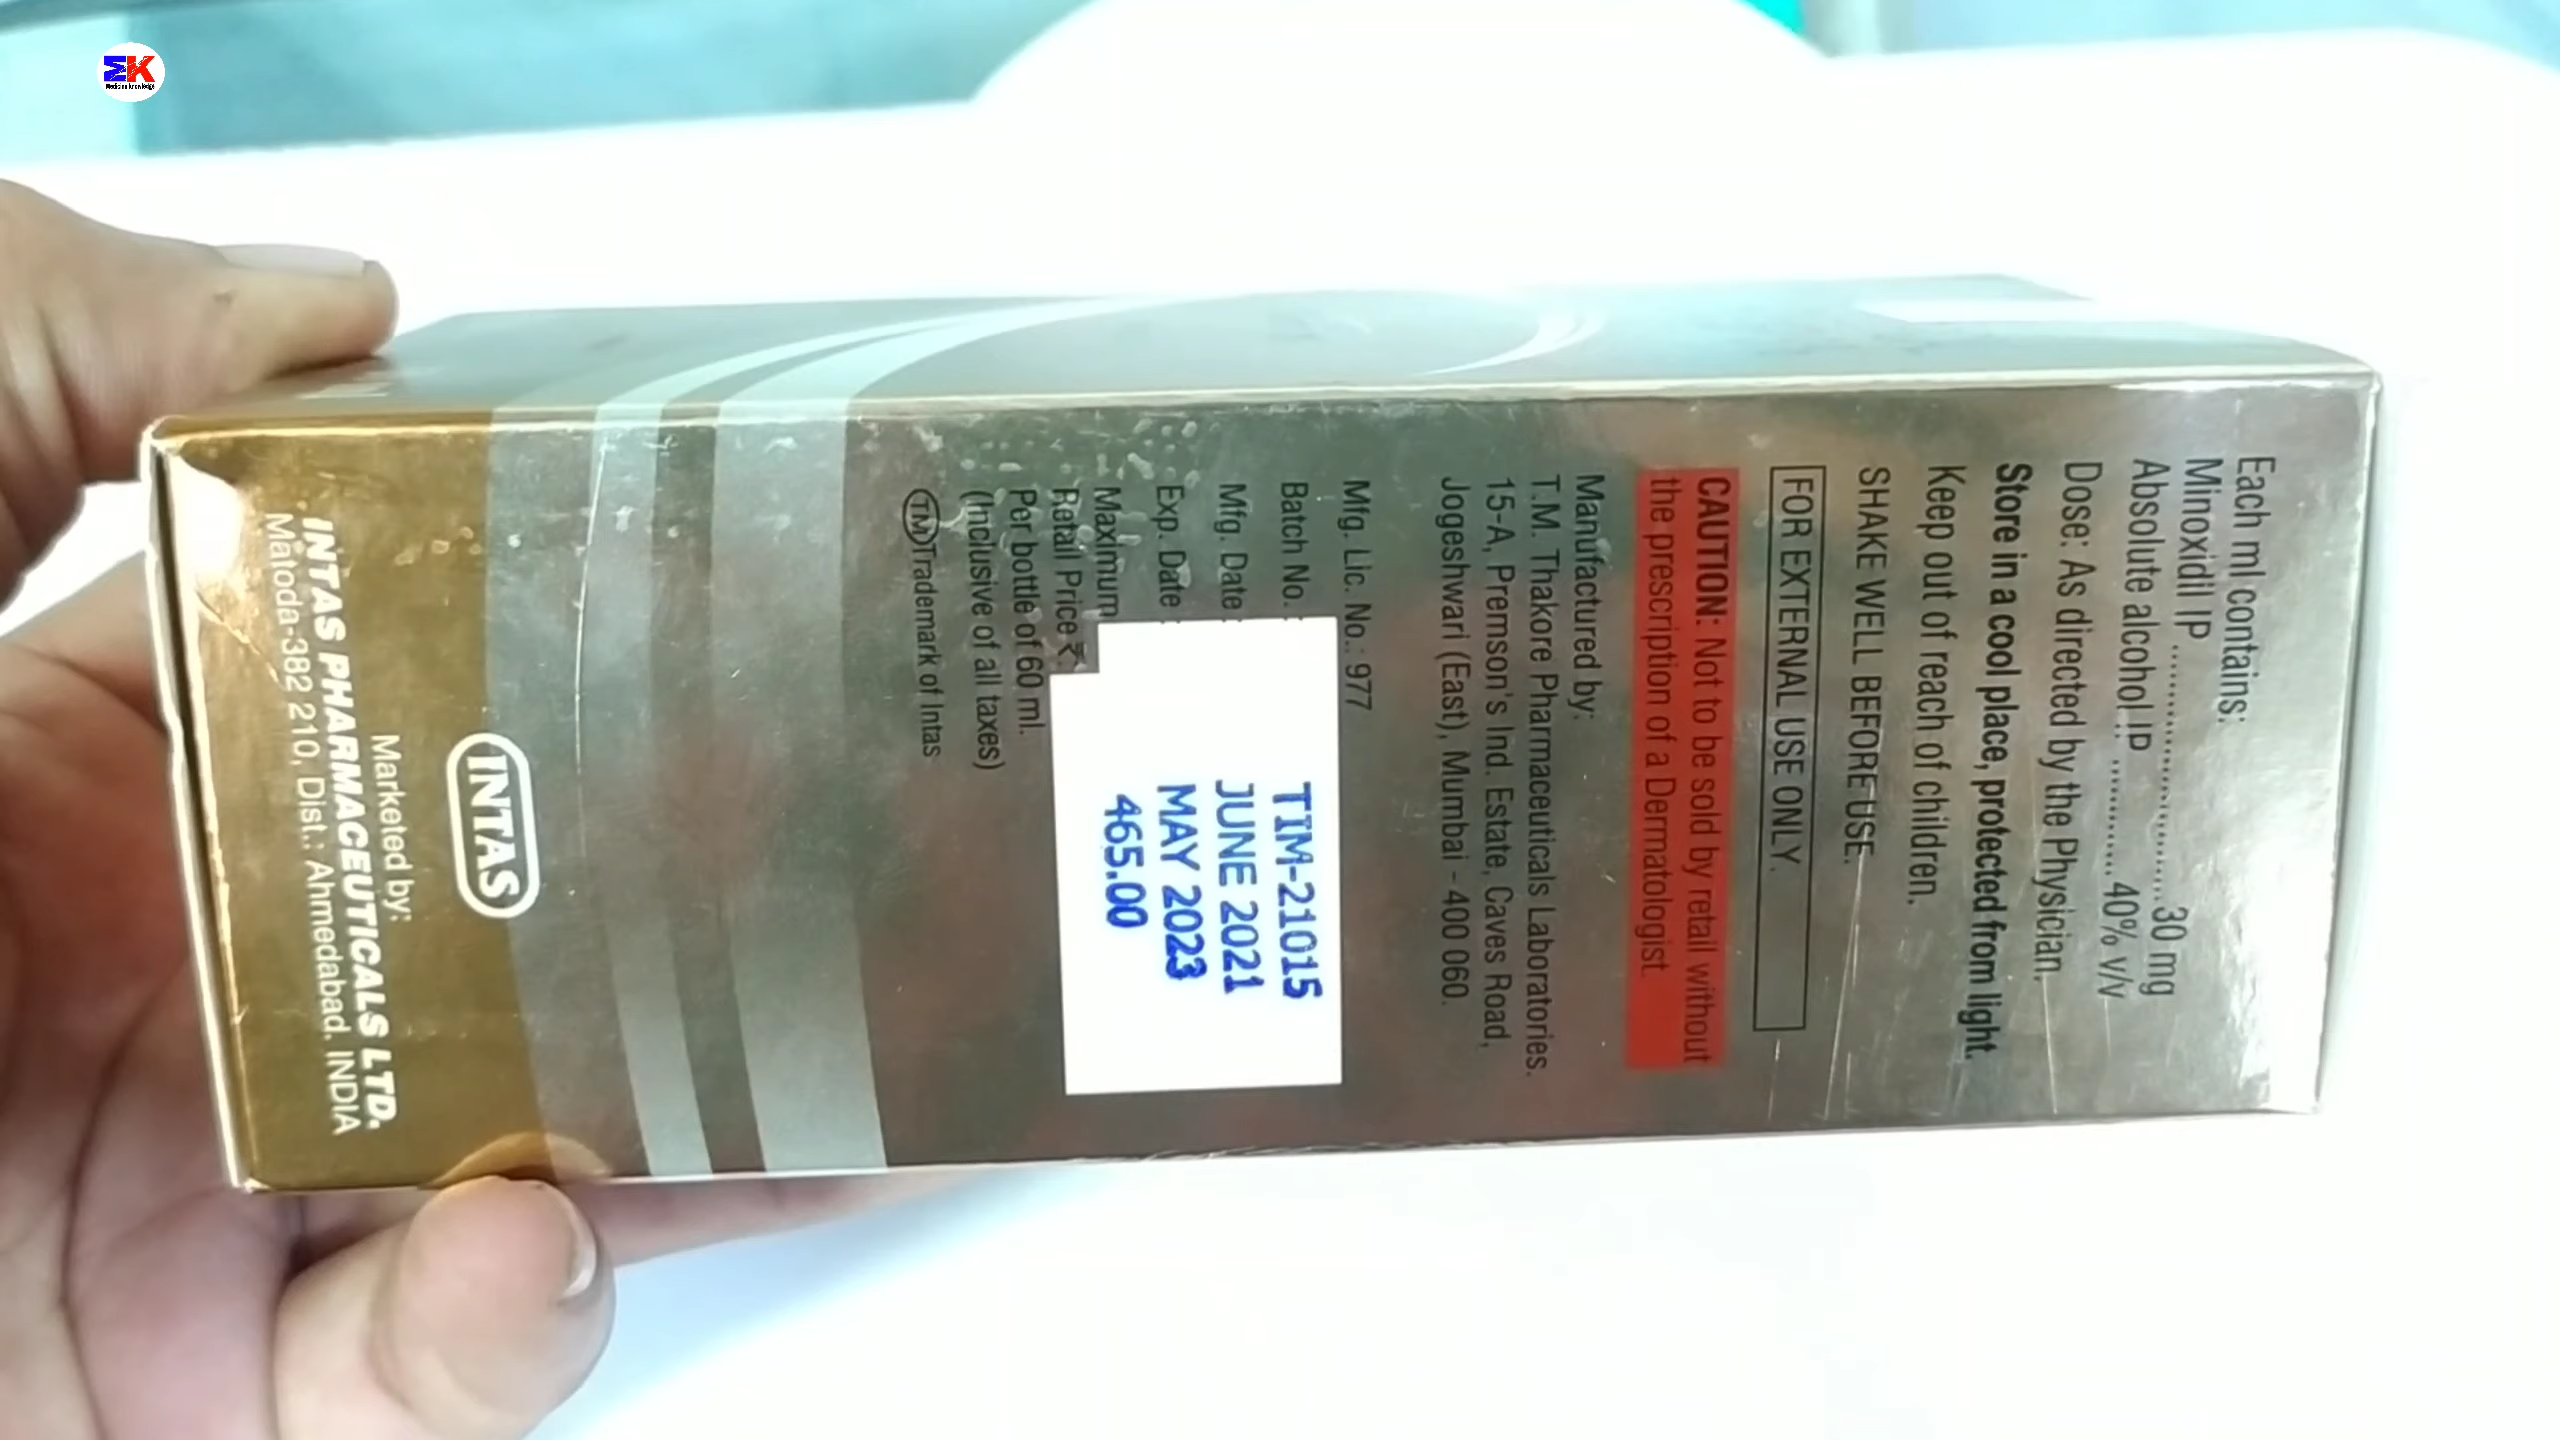 MK
Medicine knowledge
Each ml contains:
Minoxidil IP ........................ 30 mg
Absolute alcohol IP ............ 40% v/v
Dose: As directed by the Physician.
Store in a cool place, protected from light.
Keep out of reach of children.
SHAKE WELL BEFORE USE.
FOR EXTERNAL USE ONLY.
CAUTION: Not to be sold by retail without
the prescription of a Dermatologist.
Manufactured by:
T.M. Thakore Pharmaceuticals Laboratories.
15-A, Premson's Ind. Estate, Caves Road,
Jogeshwari (East), Mumbai - 400 060.
Mfg. Lic. No.: 977
Batch No.: TIM-21015
Mfg. Date : JUNE 2021
Exp. Date : MAY 2023
Maximum 465.00
Retail Price ₹:
Per bottle of 60 ml.
(Inclusive of all taxes)
TM Trademark of Intas
INTAS
Marketed by:
INTAS PHARMACEUTICALS LTD.
Matoda-382 210, Dist.: Ahmedabad. INDIA